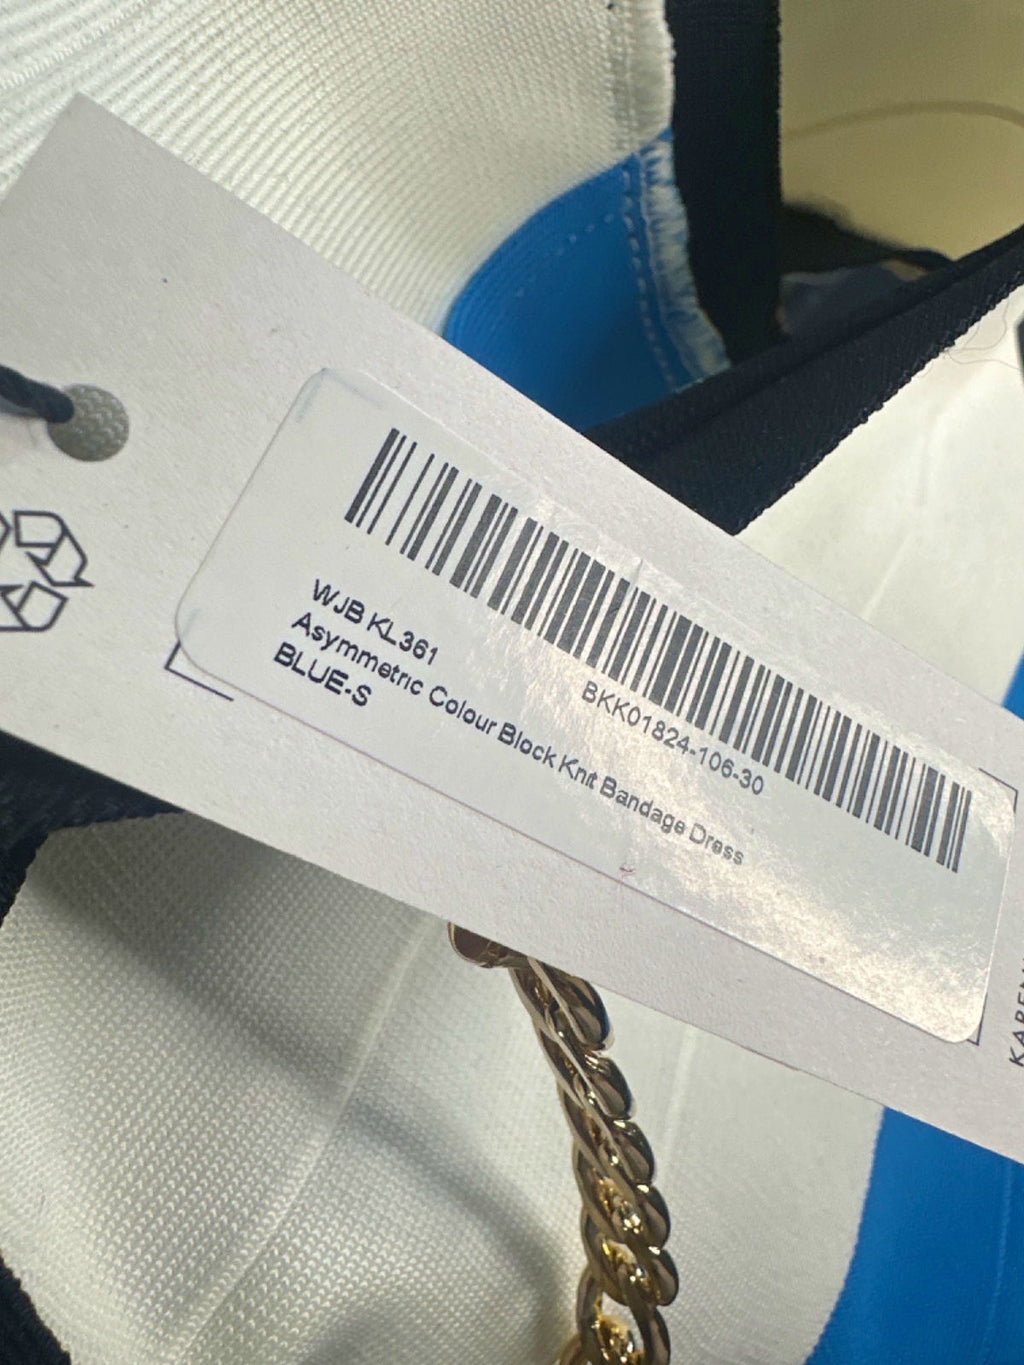 BKK01824-106-30
WJB KL361
Asymmetric Colour Block Knit Bandage Dress
BLUE-S